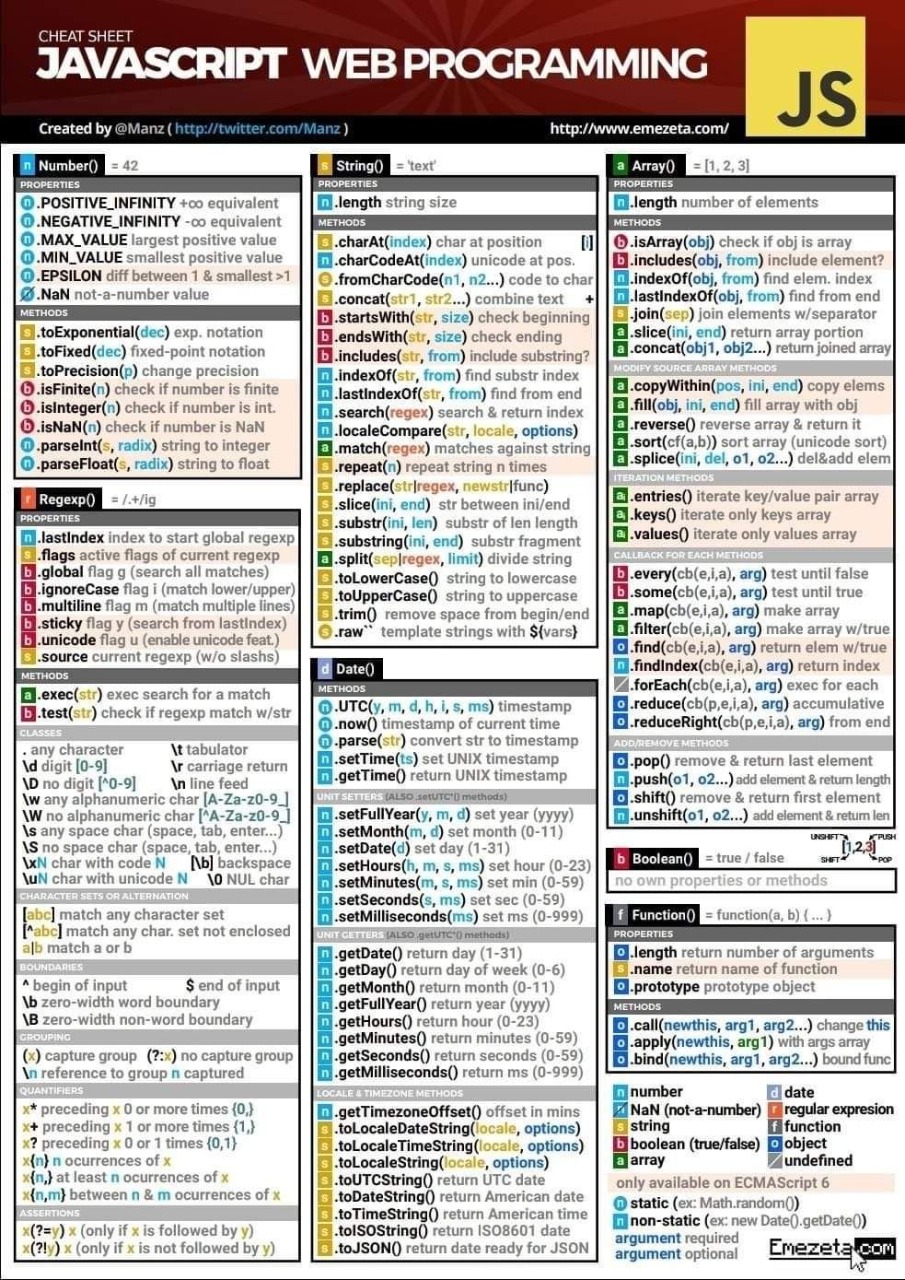 CHEAT SHEET
JAVASCRIPT WEB PROGRAMMING
JS
Created by @Manz ( http://twitter.com/Manz )
http://www.emezeta.com/
n Number() = 42
PROPERTIES
n .POSITIVE_INFINITY +∞ equivalent
n .NEGATIVE_INFINITY -∞ equivalent
n .MAX_VALUE largest positive value
n .MIN_VALUE smallest positive value
n .EPSILON diff between 1 & smallest >1
.NaN not-a-number value
METHODS
s .toExponential(dec) exp. notation
s .toFixed(dec) fixed-point notation
s .toPrecision(p) change precision
b .isFinite(n) check if number is finite
b .isInteger(n) check if number is int.
b .isNaN(n) check if number is NaN
n .parseInt(s, radix) string to integer
n .parseFloat(s, radix) string to float
r Regexp() = /.+/ig
PROPERTIES
n .lastIndex index to start global regexp
s .flags active flags of current regexp
b .global flag g (search all matches)
b .ignoreCase flag i (match lower/upper)
b .multiline flag m (match multiple lines)
b .sticky flag y (search from lastIndex)
b .unicode flag u (enable unicode feat.)
s .source current regexp (w/o slashs)
METHODS
a .exec(str) exec search for a match
b .test(str) check if regexp match w/str
CLASSES
. any character \t tabulator
\d digit [0-9] \r carriage return
\D no digit [^0-9] \n line feed
\w any alphanumeric char [A-Za-z0-9_]
\W no alphanumeric char [^A-Za-z0-9_]
\s any space char (space, tab, enter...)
\S no space char (space, tab, enter...)
\xN char with code N [\b] backspace
\uN char with unicode N \0 NUL char
CHARACTER SETS OR ALTERNATION
[abc] match any character set
[^abc] match any char. set not enclosed
a|b match a or b
BOUNDARIES
^ begin of input $ end of input
\b zero-width word boundary
\B zero-width non-word boundary
GROUPING
(x) capture group (?:x) no capture group
\n reference to group n captured
QUANTIFIERS
x* preceding x 0 or more times {0,}
x+ preceding x 1 or more times {1,}
x? preceding x 0 or 1 times {0,1}
x{n} n ocurrences of x
x{n,} at least n ocurrences of x
x{n,m} between n & m ocurrences of x
ASSERTIONS
x(?=y) x (only if x is followed by y)
x(?!y) x (only if x is not followed by y)
s String() = 'text'
PROPERTIES
n .length string size
METHODS
s .charAt(index) char at position [i]
n .charCodeAt(index) unicode at pos.
s .fromCharCode(n1, n2...) code to char
s .concat(str1, str2...) combine text +
b .startsWith(str, size) check beginning
b .endsWith(str, size) check ending
b .includes(str, from) include substring?
n .indexOf(str, from) find substr index
n .lastIndexOf(str, from) find from end
n .search(regex) search & return index
n .localeCompare(str, locale, options)
a .match(regex) matches against string
s .repeat(n) repeat string n times
s .replace(str|regex, newstr|func)
s .slice(ini, end) str between ini/end
s .substr(ini, len) substr of len length
s .substring(ini, end) substr fragment
a .split(sep|regex, limit) divide string
s .toLowerCase() string to lowercase
s .toUpperCase() string to uppercase
s .trim() remove space from begin/end
s .raw`` template strings with ${vars}
d Date()
METHODS
n .UTC(y, m, d, h, i, s, ms) timestamp
n .now() timestamp of current time
n .parse(str) convert str to timestamp
n .setTime(ts) set UNIX timestamp
n .getTime() return UNIX timestamp
UNIT SETTERS (ALSO .setUTC*() methods)
n .setFullYear(y, m, d) set year (yyyy)
n .setMonth(m, d) set month (0-11)
n .setDate(d) set day (1-31)
n .setHours(h, m, s, ms) set hour (0-23)
n .setMinutes(m, s, ms) set min (0-59)
n .setSeconds(s, ms) set sec (0-59)
n .setMilliseconds(ms) set ms (0-999)
UNIT GETTERS (ALSO .getUTC*() methods)
n .getDate() return day (1-31)
n .getDay() return day of week (0-6)
n .getMonth() return month (0-11)
n .getFullYear() return year (yyyy)
n .getHours() return hour (0-23)
n .getMinutes() return minutes (0-59)
n .getSeconds() return seconds (0-59)
n .getMilliseconds() return ms (0-999)
LOCALE & TIMEZONE METHODS
n .getTimezoneOffset() offset in mins
s .toLocaleDateString(locale, options)
s .toLocaleTimeString(locale, options)
s .toLocaleString(locale, options)
s .toUTCString() return UTC date
s .toDateString() return American date
s .toTimeString() return American time
s .toISOString() return ISO8601 date
s .toJSON() return date ready for JSON
a Array() = [1, 2, 3]
PROPERTIES
n .length number of elements
METHODS
b .isArray(obj) check if obj is array
b .includes(obj, from) include element?
n .indexOf(obj, from) find elem. index
n .lastIndexOf(obj, from) find from end
s .join(sep) join elements w/separator
a .slice(ini, end) return array portion
a .concat(obj1, obj2...) return joined array
MODIFY SOURCE ARRAY METHODS
a .copyWithin(pos, ini, end) copy elems
a .fill(obj, ini, end) fill array with obj
a .reverse() reverse array & return it
a .sort(cf(a,b)) sort array (unicode sort)
a .splice(ini, del, o1, o2...) del&add elem
ITERATION METHODS
ai .entries() iterate key/value pair array
ai .keys() iterate only keys array
ai .values() iterate only values array
CALLBACK FOR EACH METHODS
b .every(cb(e,i,a), arg) test until false
b .some(cb(e,i,a), arg) test until true
a .map(cb(e,i,a), arg) make array
a .filter(cb(e,i,a), arg) make array w/true
o .find(cb(e,i,a), arg) return elem w/true
n .findIndex(cb(e,i,a), arg) return index
.forEach(cb(e,i,a), arg) exec for each
o .reduce(cb(p,e,i,a), arg) accumulative
o .reduceRight(cb(p,e,i,a), arg) from end
ADD/REMOVE METHODS
o .pop() remove & return last element
n .push(o1, o2...) add element & return length
o .shift() remove & return first element
n .unshift(o1, o2...) add element & return len
UNSHIFT PUSH
[1,2,3]
SHIFT POP
b Boolean() = true / false
no own properties or methods
f Function() = function(a, b) { ... }
PROPERTIES
o .length return number of arguments
s .name return name of function
o .prototype prototype object
METHODS
o .call(newthis, arg1, arg2...) change this
o .apply(newthis, arg1) with args array
o .bind(newthis, arg1, arg2...) bound func
n number d date
n NaN (not-a-number) r regular expresion
s string f function
b boolean (true/false) o object
a array undefined
only available on ECMAScript 6
n static (ex: Math.random())
n non-static (ex: new Date().getDate())
argument required
argument optional
Emezeta.com